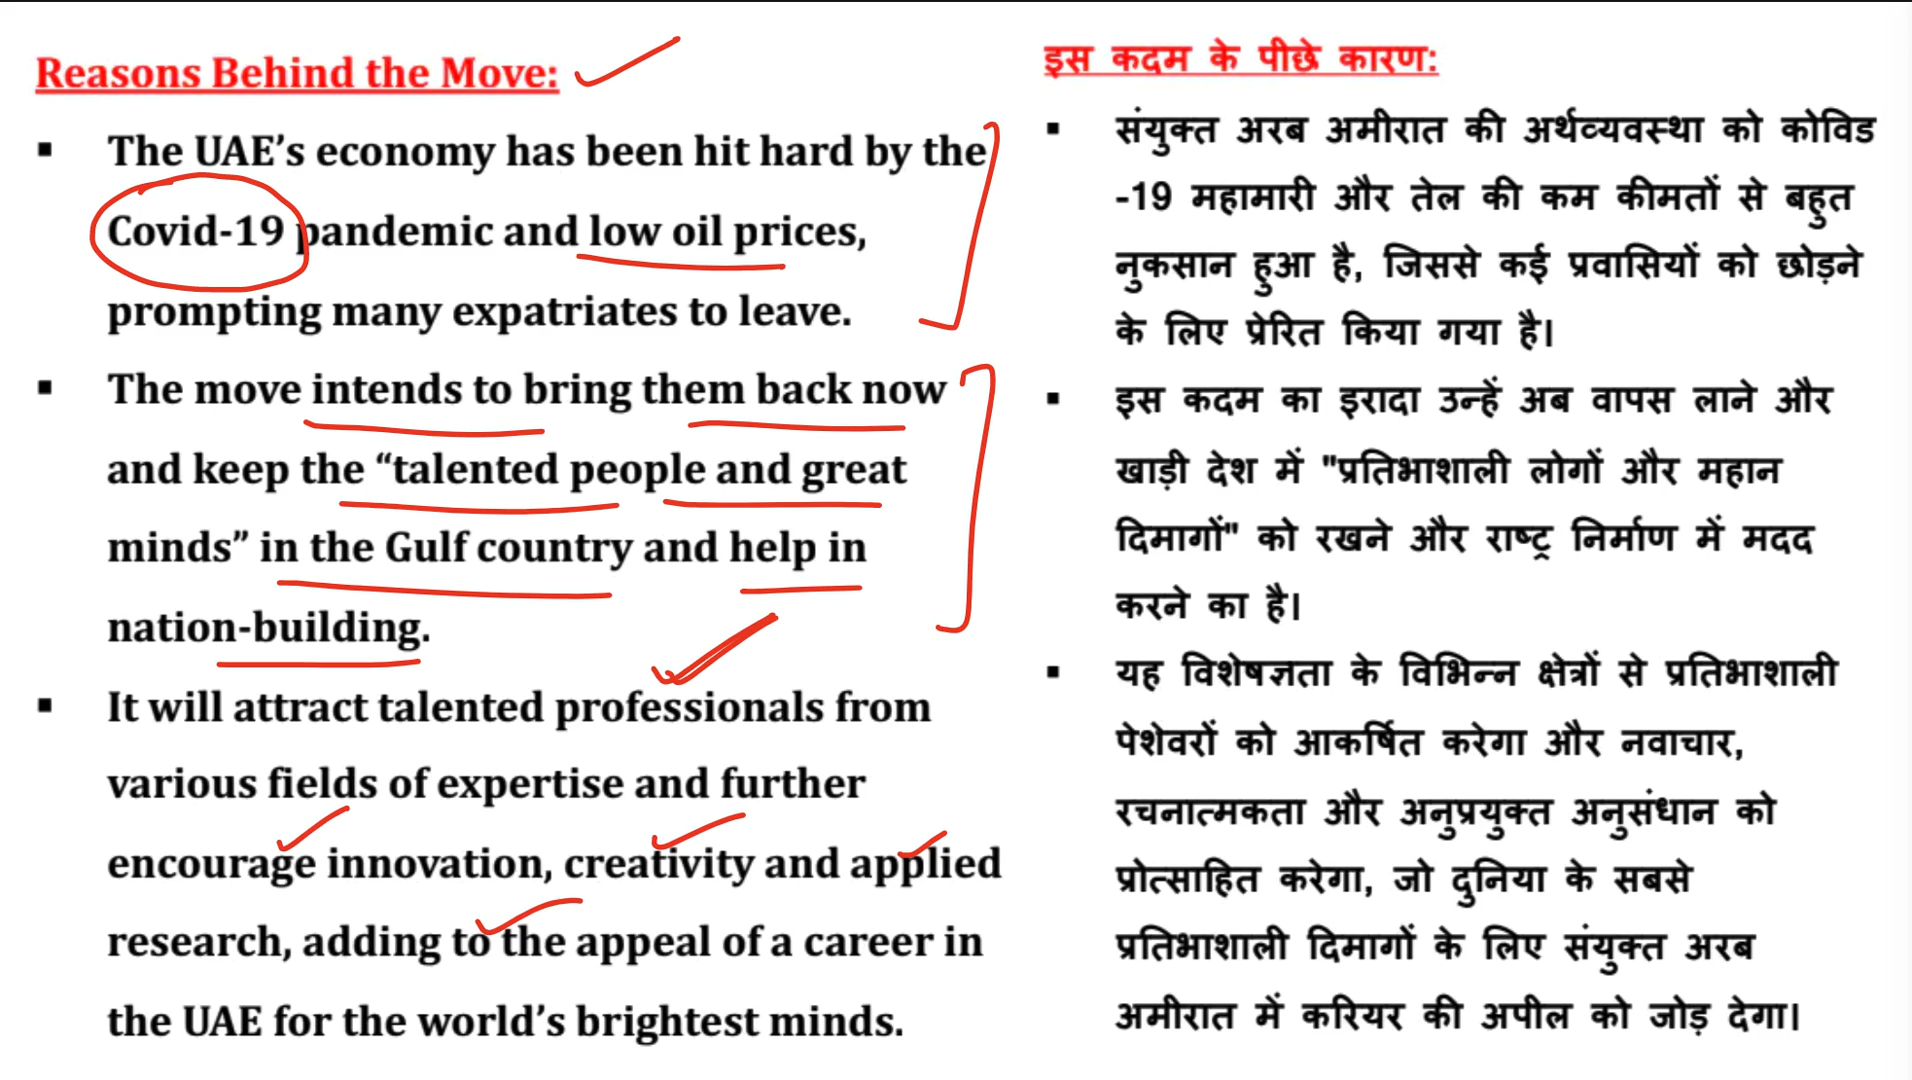 Reasons Behind the Move:
▪ The UAE’s economy has been hit hard by the
Covid-19 pandemic and low oil prices,
prompting many expatriates to leave.
▪ The move intends to bring them back now
and keep the “talented people and great
minds” in the Gulf country and help in
nation-building.
▪ It will attract talented professionals from
various fields of expertise and further
encourage innovation, creativity and applied
research, adding to the appeal of a career in
the UAE for the world’s brightest minds.
इस कदम के पीछे कारण:
▪ संयुक्त अरब अमीरात की अर्थव्यवस्था को कोविड
-19 महामारी और तेल की कम कीमतों से बहुत
नुकसान हुआ है, जिससे कई प्रवासियों को छोड़ने
के लिए प्रेरित किया गया है।
▪ इस कदम का इरादा उन्हें अब वापस लाने और
खाड़ी देश में "प्रतिभाशाली लोगों और महान
दिमागों" को रखने और राष्ट्र निर्माण में मदद
करने का है।
▪ यह विशेषज्ञता के विभिन्न क्षेत्रों से प्रतिभाशाली
पेशेवरों को आकर्षित करेगा और नवाचार,
रचनात्मकता और अनुप्रयुक्त अनुसंधान को
प्रोत्साहित करेगा, जो दुनिया के सबसे
प्रतिभाशाली दिमागों के लिए संयुक्त अरब
अमीरात में करियर की अपील को जोड़ देगा।